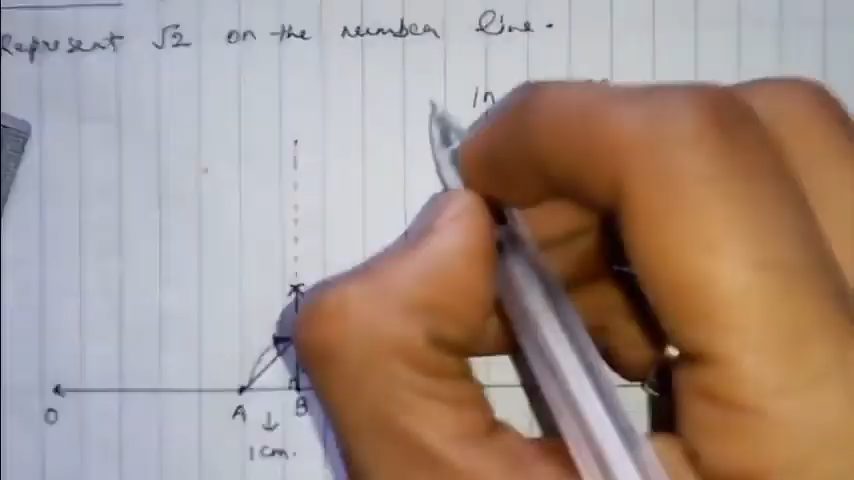 Represent √2 on the number line.
In
O A B
↓
1cm.